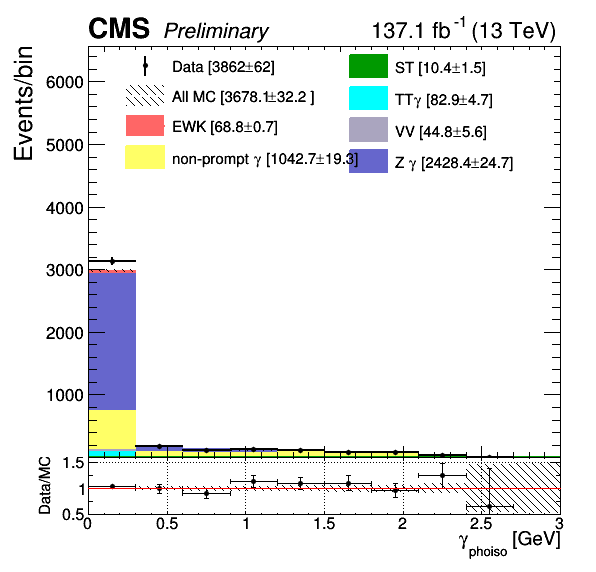 CMS Preliminary 137.1 fb⁻¹ (13 TeV)
Events/bin
6000
5000
4000
3000
2000
1000
Data [3862±62]
All MC [3678.1±32.2 ]
EWK [68.8±0.7]
non-prompt γ [1042.7±19.3]
ST [10.4±1.5]
TTγ [82.9±4.7]
VV [44.8±5.6]
Z γ [2428.4±24.7]
Data/MC
1.5
1
0.5
0 0.5 1 1.5 2 2.5 3
γphoiso [GeV]